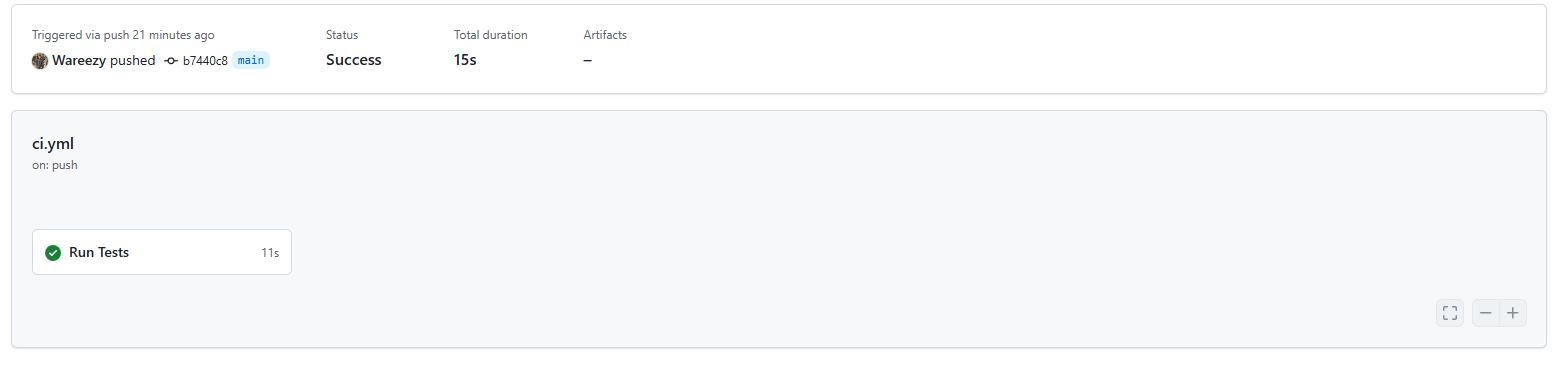 Triggered via push 21 minutes ago
Wareezy pushed b7440c8 main
Status
Success
Total duration
15s
Artifacts
–
ci.yml
on: push
Run Tests 11s